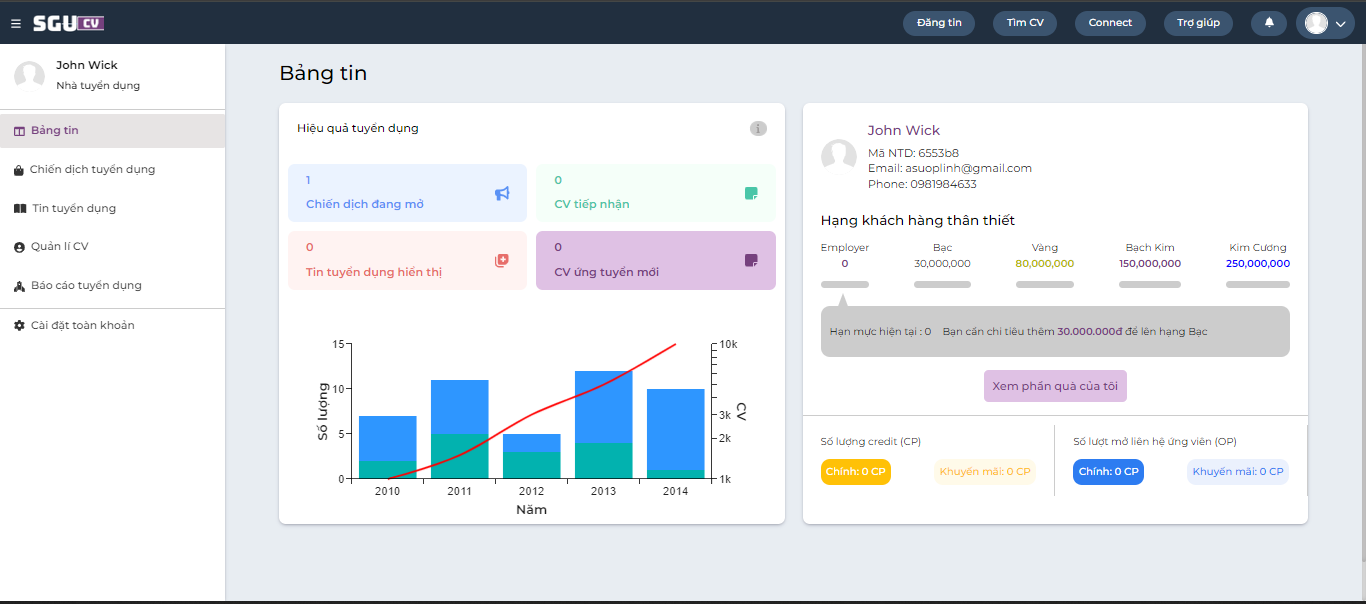 SGU CV
Đăng tin
Tìm CV
Connect
Trợ giúp
John Wick
Nhà tuyển dụng
Bảng tin
Chiến dịch tuyển dụng
Tin tuyển dụng
Quản lí CV
Báo cáo tuyển dụng
Cài đặt toàn khoản
Bảng tin
Hiệu quả tuyển dụng
1
Chiến dịch đang mở
0
CV tiếp nhận
0
Tin tuyển dụng hiển thị
0
CV ứng tuyển mới
15
10
5
0
Số lượng
10k
3k
2k
1k
CV
2010 2011 2012 2013 2014
Năm
John Wick
Mã NTD: 6553b8
Email: asuoplinh@gmail.com
Phone: 0981984633
Hạng khách hàng thân thiết
Employer Bạc Vàng Bạch Kim Kim Cương
0 30,000,000 80,000,000 150,000,000 250,000,000
Hạn mực hiện tại : 0 Bạn cần chi tiêu thêm 30.000.000đ để lên hạng Bạc
Xem phần quà của tôi
Số lượng credit (CP)
Chính: 0 CP
Khuyến mãi: 0 CP
Số lượt mở liên hệ ứng viên (OP)
Chính: 0 CP
Khuyến mãi: 0 CP